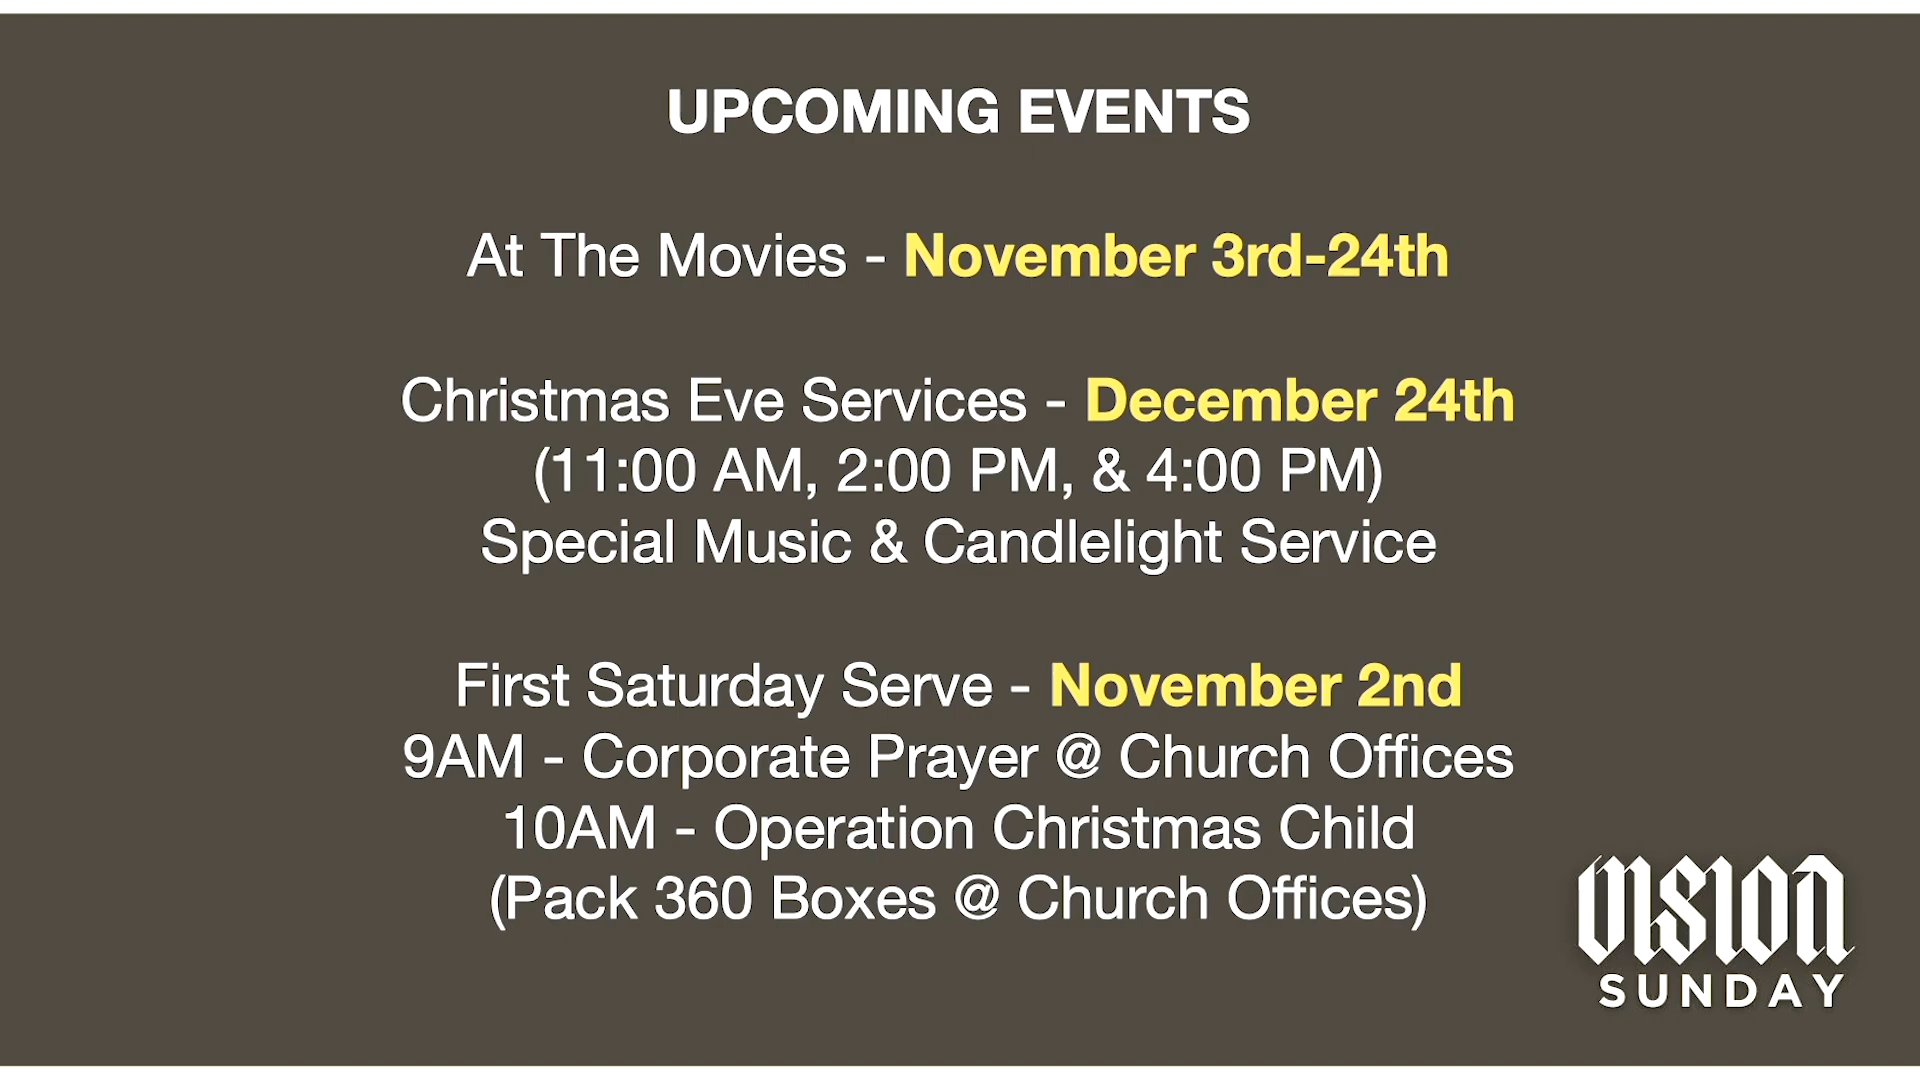 UPCOMING EVENTS
At The Movies - November 3rd-24th
Christmas Eve Services - December 24th
(11:00 AM, 2:00 PM, & 4:00 PM)
Special Music & Candlelight Service
First Saturday Serve - November 2nd
9AM - Corporate Prayer @ Church Offices
10AM - Operation Christmas Child
(Pack 360 Boxes @ Church Offices)
VISION
SUNDAY